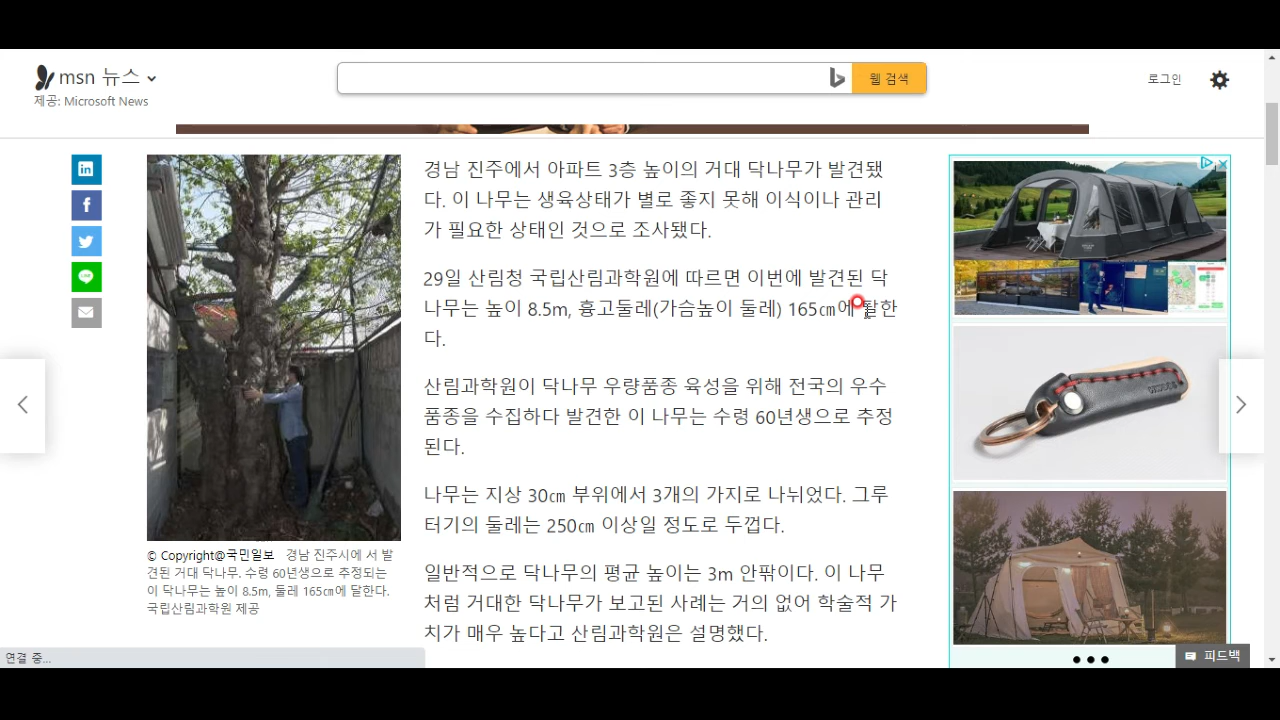 msn 뉴스
제공: Microsoft News
웹 검색
로그인
경남 진주에서 아파트 3층 높이의 거대 닥나무가 발견됐
다. 이 나무는 생육상태가 별로 좋지 못해 이식이나 관리
가 필요한 상태인 것으로 조사됐다.
29일 산림청 국립산림과학원에 따르면 이번에 발견된 닥
나무는 높이 8.5m, 흉고둘레(가슴높이 둘레) 165㎝에 달한
다.
산림과학원이 닥나무 우량품종 육성을 위해 전국의 우수
품종을 수집하다 발견한 이 나무는 수령 60년생으로 추정
된다.
나무는 지상 30㎝ 부위에서 3개의 가지로 나뉘었다. 그루
터기의 둘레는 250㎝ 이상일 정도로 두껍다.
일반적으로 닥나무의 평균 높이는 3m 안팎이다. 이 나무
처럼 거대한 닥나무가 보고된 사례는 거의 없어 학술적 가
치가 매우 높다고 산림과학원은 설명했다.
© Copyright@국민일보 경남 진주시에 서 발
견된 거대 닥나무. 수령 60년생으로 추정되는
이 닥나무는 높이 8.5m, 둘레 165㎝에 달한다.
국립산림과학원 제공
연결 중...
피드백